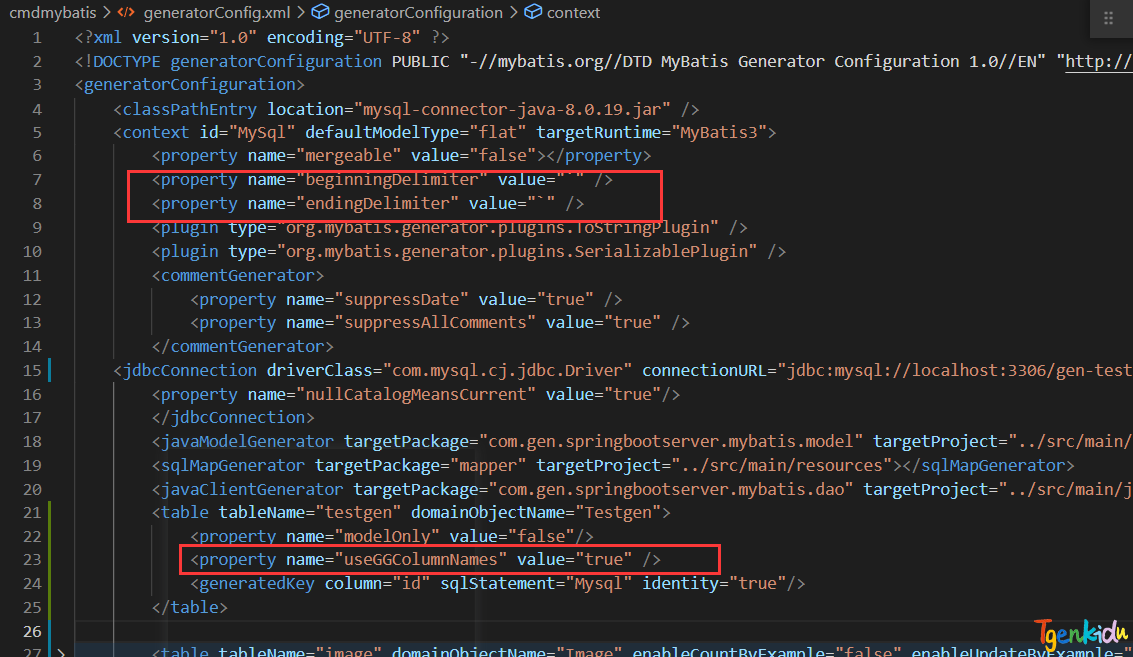 cmdmybatis > generatorConfig.xml > generatorConfiguration > context
1 <?xml version="1.0" encoding="UTF-8" ?>
2 <!DOCTYPE generatorConfiguration PUBLIC "-//mybatis.org//DTD MyBatis Generator Configuration 1.0//EN" "http://
3 <generatorConfiguration>
4 <classPathEntry location="mysql-connector-java-8.0.19.jar" />
5 <context id="MySql" defaultModelType="flat" targetRuntime="MyBatis3">
6 <property name="mergeable" value="false"></property>
7 <property name="beginningDelimiter" value="`" />
8 <property name="endingDelimiter" value="`" />
9 <plugin type="org.mybatis.generator.plugins.ToStringPlugin" />
10 <plugin type="org.mybatis.generator.plugins.SerializablePlugin" />
11 <commentGenerator>
12 <property name="suppressDate" value="true" />
13 <property name="suppressAllComments" value="true" />
14 </commentGenerator>
15 <jdbcConnection driverClass="com.mysql.cj.jdbc.Driver" connectionURL="jdbc:mysql://localhost:3306/gen-test
16 <property name="nullCatalogMeansCurrent" value="true"/>
17 </jdbcConnection>
18 <javaModelGenerator targetPackage="com.gen.springbootserver.mybatis.model" targetProject="../src/main/
19 <sqlMapGenerator targetPackage="mapper" targetProject="../src/main/resources"></sqlMapGenerator>
20 <javaClientGenerator targetPackage="com.gen.springbootserver.mybatis.dao" targetProject="../src/main/j
21 <table tableName="testgen" domainObjectName="Testgen">
22 <property name="modelOnly" value="false"/>
23 <property name="useGGColumnNames" value="true" />
24 <generatedKey column="id" sqlStatement="Mysql" identity="true"/>
25 </table>
26
27 <table tableName="image" domainObjectName="Image" enableCountByExample="false" enableUpdateByExample="
Tgenkidu